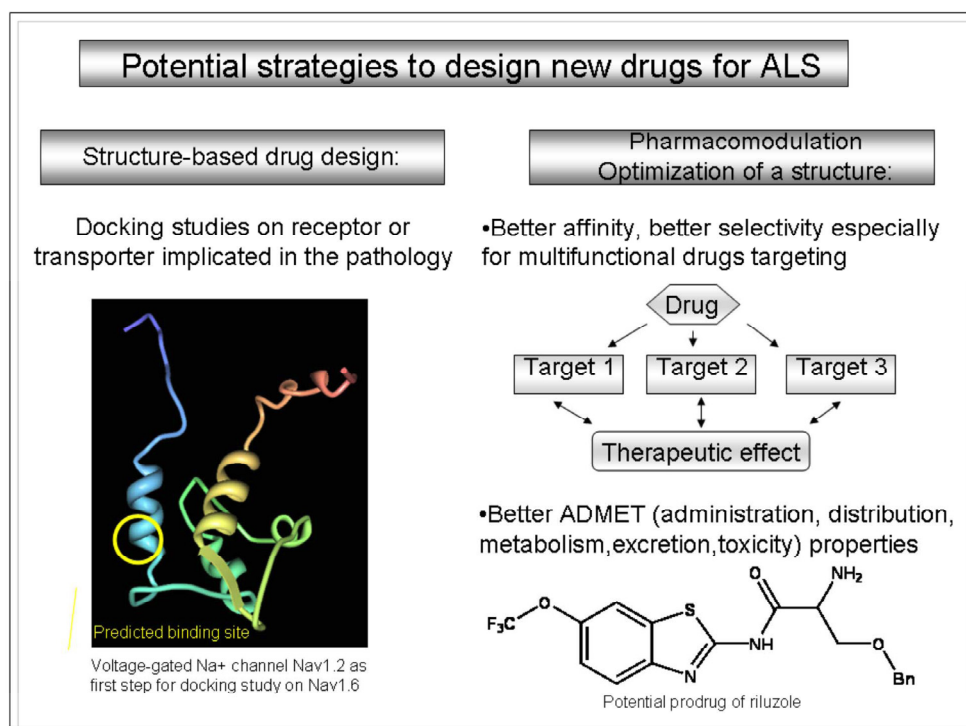 Potential strategies to design new drugs for ALS
Structure-based drug design:
Docking studies on receptor or
transporter implicated in the pathology
Predicted binding site
Voltage-gated Na+ channel Nav1.2 as
first step for docking study on Nav1.6
Pharmacomodulation
Optimization of a structure:
•Better affinity, better selectivity especially
for multifunctional drugs targeting
Drug
Target 1
Target 2
Target 3
Therapeutic effect
•Better ADMET (administration, distribution,
metabolism,excretion,toxicity) properties
O
NH2
F3C
O
S
N
NH
O
Bn
Potential prodrug of riluzole